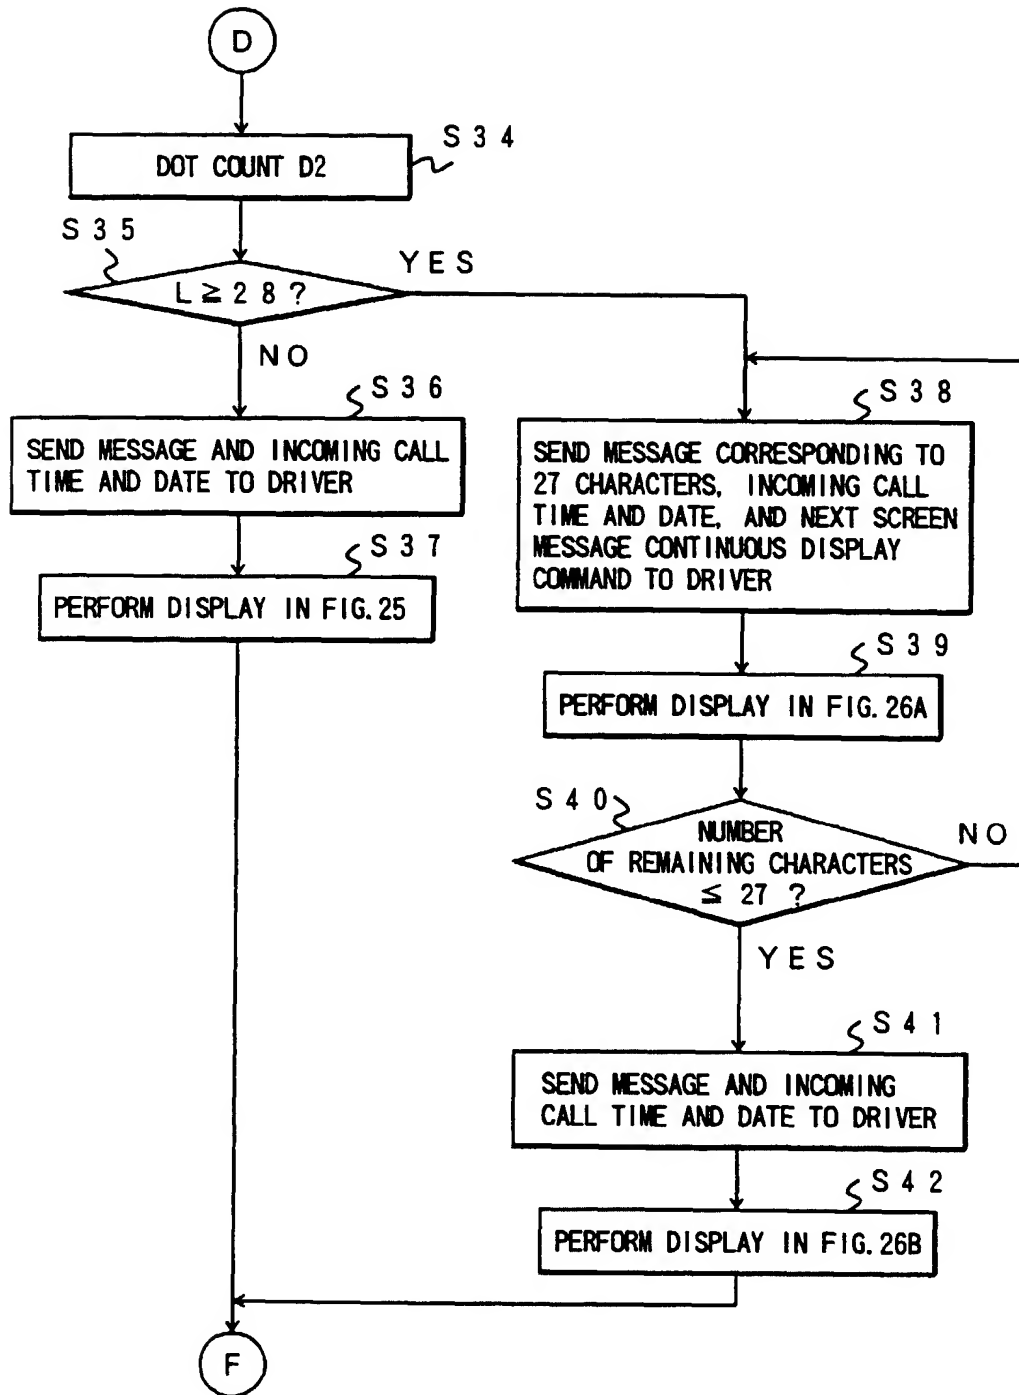 D
S34
DOT COUNT D2
S35
YES
L ≧ 28 ?
NO
S36
SEND MESSAGE AND INCOMING CALL
TIME AND DATE TO DRIVER
S37
PERFORM DISPLAY IN FIG. 25
S38
SEND MESSAGE CORRESPONDING TO
27 CHARACTERS, INCOMING CALL
TIME AND DATE, AND NEXT SCREEN
MESSAGE CONTINUOUS DISPLAY
COMMAND TO DRIVER
S39
PERFORM DISPLAY IN FIG. 26A
S40
NUMBER
OF REMAINING CHARACTERS
≦ 27 ?
NO
YES
S41
SEND MESSAGE AND INCOMING
CALL TIME AND DATE TO DRIVER
S42
PERFORM DISPLAY IN FIG. 26B
F